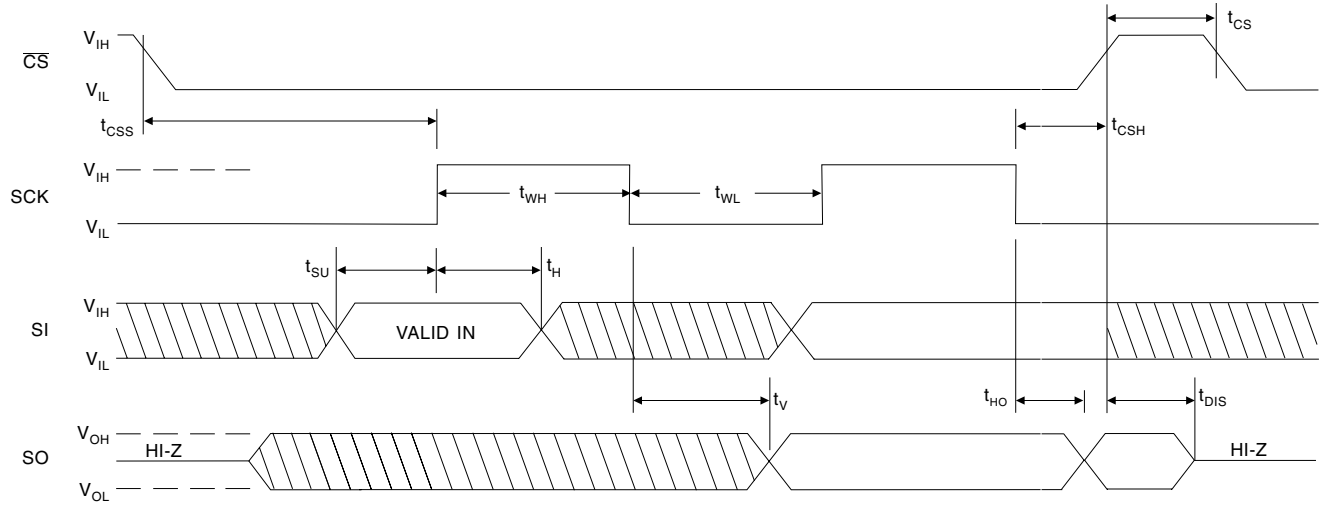 t_CS
V_IH
C̅S̅
V_IL
t_CSS
t_CSH
V_IH
t_WH
t_WL
SCK
V_IL
t_SU
t_H
V_IH
SI
VALID IN
V_IL
t_V
t_HO
t_DIS
V_OH
HI-Z
HI-Z
SO
V_OL